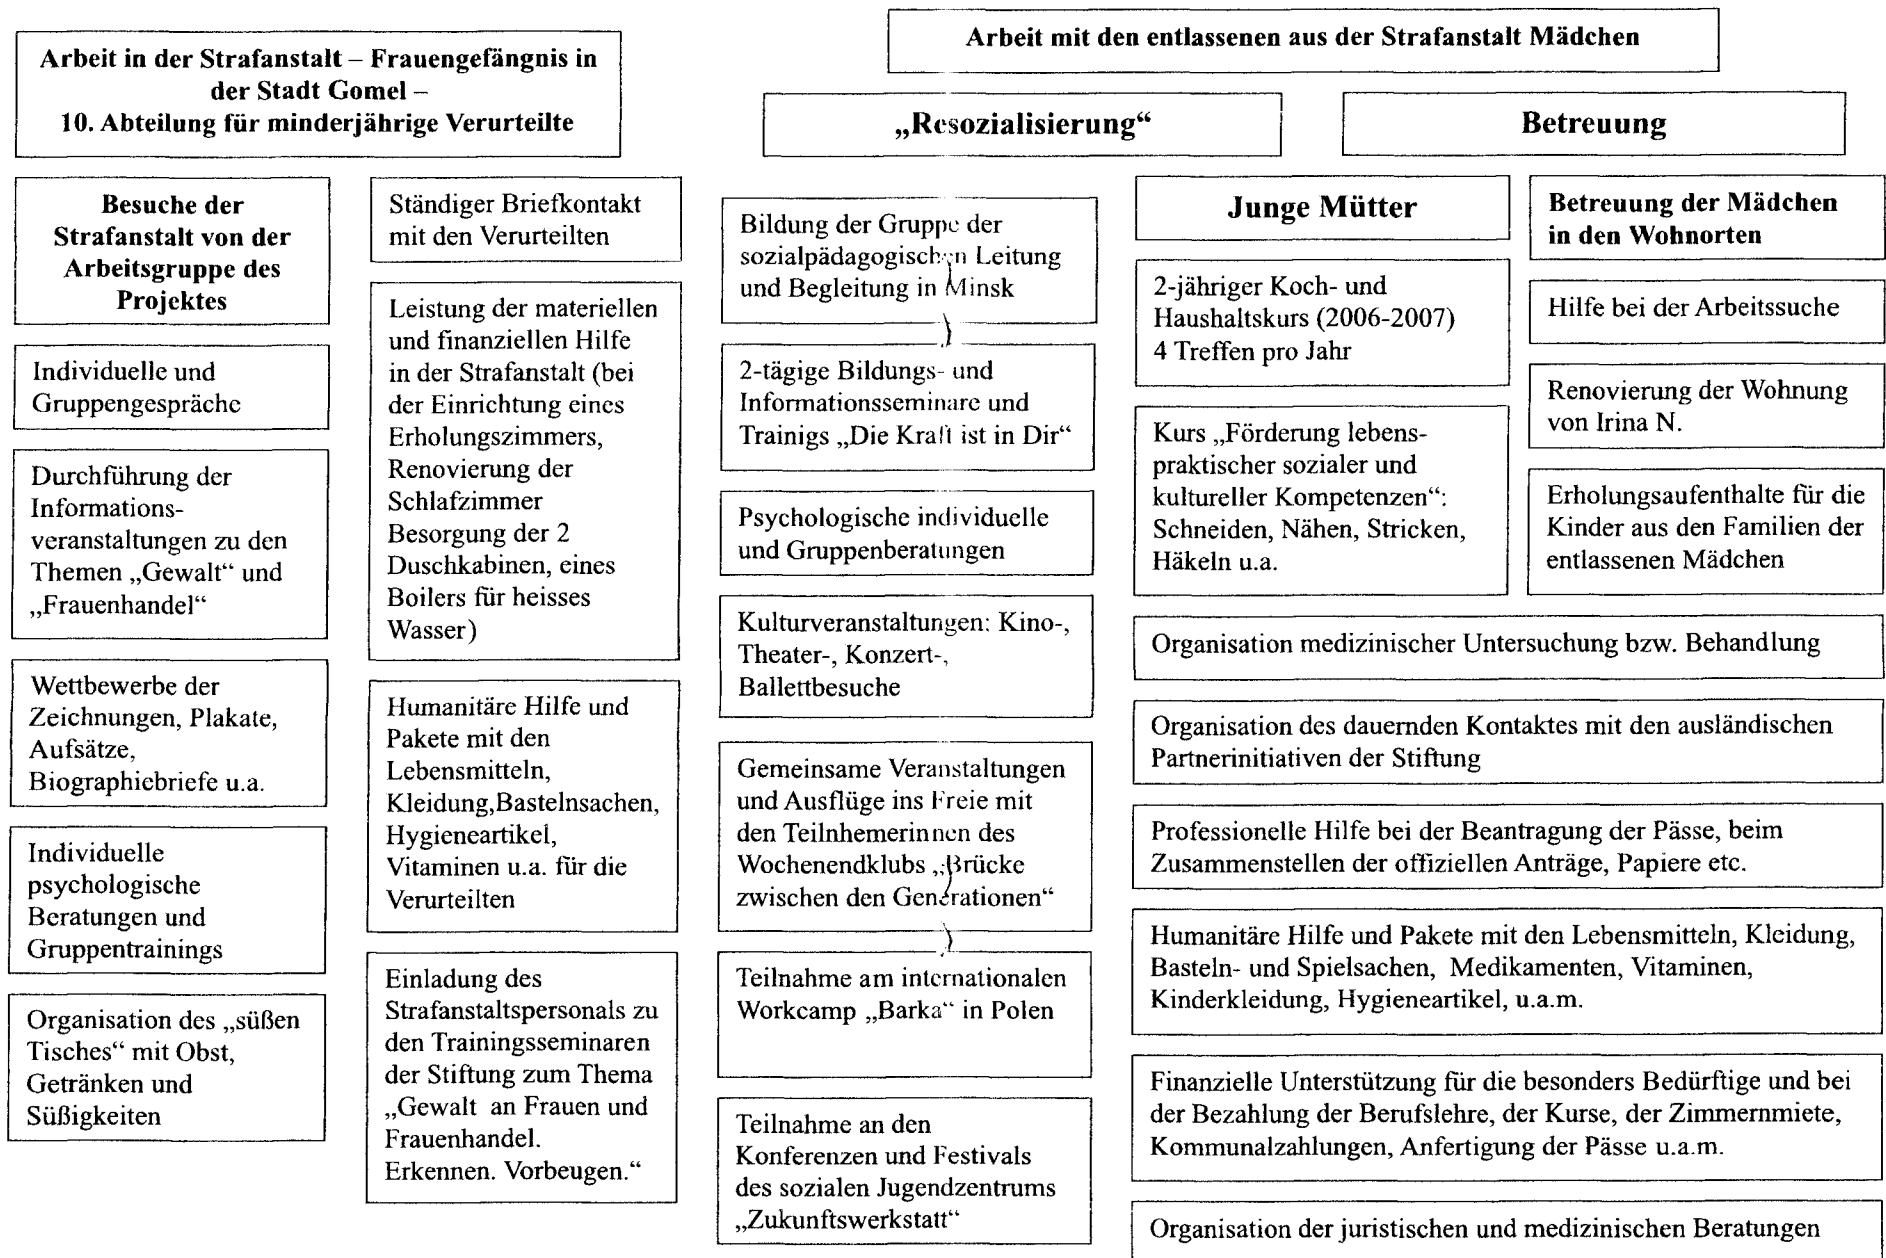 Arbeit in der Strafanstalt – Frauengefängnis in
der Stadt Gomel –
10. Abteilung für minderjährige Verurteilte
Besuche der
Strafanstalt von der
Arbeitsgruppe des
Projektes
Individuelle und
Gruppengespräche
Durchführung der
Informations-
veranstaltungen zu den
Themen „Gewalt“ und
„Frauenhandel“
Wettbewerbe der
Zeichnungen, Plakate,
Aufsätze,
Biographiebriefe u.a.
Individuelle
psychologische
Beratungen und
Gruppentrainings
Organisation des „süßen
Tisches“ mit Obst,
Getränken und
Süßigkeiten
Ständiger Briefkontakt
mit den Verurteilten
Leistung der materiellen
und finanziellen Hilfe
in der Strafanstalt (bei
der Einrichtung eines
Erholungszimmers,
Renovierung der
Schlafzimmer
Besorgung der 2
Duschkabinen, eines
Boilers für heisses
Wasser)
Humanitäre Hilfe und
Pakete mit den
Lebensmitteln,
Kleidung,Bastelnsachen,
Hygieneartikel,
Vitaminen u.a. für die
Verurteilten
Einladung des
Strafanstaltspersonals zu
den Trainingsseminaren
der Stiftung zum Thema
„Gewalt an Frauen und
Frauenhandel.
Erkennen. Vorbeugen.“
Arbeit mit den entlassenen aus der Strafanstalt Mädchen
„Resozialisierung“
Bildung der Gruppe der
sozialpädagogischen Leitung
und Begleitung in Minsk
2-tägige Bildungs- und
Informationsseminare und
Trainigs „Die Kraft ist in Dir“
Psychologische individuelle
und Gruppenberatungen
Kulturveranstaltungen: Kino-,
Theater-, Konzert-,
Ballettbesuche
Gemeinsame Veranstaltungen
und Ausflüge ins Freie mit
den Teilnhemerinnen des
Wochenendklubs „Brücke
zwischen den Generationen“
Teilnahme am internationalen
Workcamp „Barka“ in Polen
Teilnahme an den
Konferenzen und Festivals
des sozialen Jugendzentrums
„Zukunftswerkstatt“
Betreuung
Junge Mütter
2-jähriger Koch- und
Haushaltskurs (2006-2007)
4 Treffen pro Jahr
Kurs „Förderung lebens-
praktischer sozialer und
kultureller Kompetenzen“:
Schneiden, Nähen, Stricken,
Häkeln u.a.
Betreuung der Mädchen
in den Wohnorten
Hilfe bei der Arbeitssuche
Renovierung der Wohnung
von Irina N.
Erholungsaufenthalte für die
Kinder aus den Familien der
entlassenen Mädchen
Organisation medizinischer Untersuchung bzw. Behandlung
Organisation des dauernden Kontaktes mit den ausländischen
Partnerinitiativen der Stiftung
Professionelle Hilfe bei der Beantragung der Pässe, beim
Zusammenstellen der offiziellen Anträge, Papiere etc.
Humanitäre Hilfe und Pakete mit den Lebensmitteln, Kleidung,
Basteln- und Spielsachen, Medikamenten, Vitaminen,
Kinderkleidung, Hygieneartikel, u.a.m.
Finanzielle Unterstützung für die besonders Bedürftige und bei
der Bezahlung der Berufslehre, der Kurse, der Zimmernmiete,
Kommunalzahlungen, Anfertigung der Pässe u.a.m.
Organisation der juristischen und medizinischen Beratungen